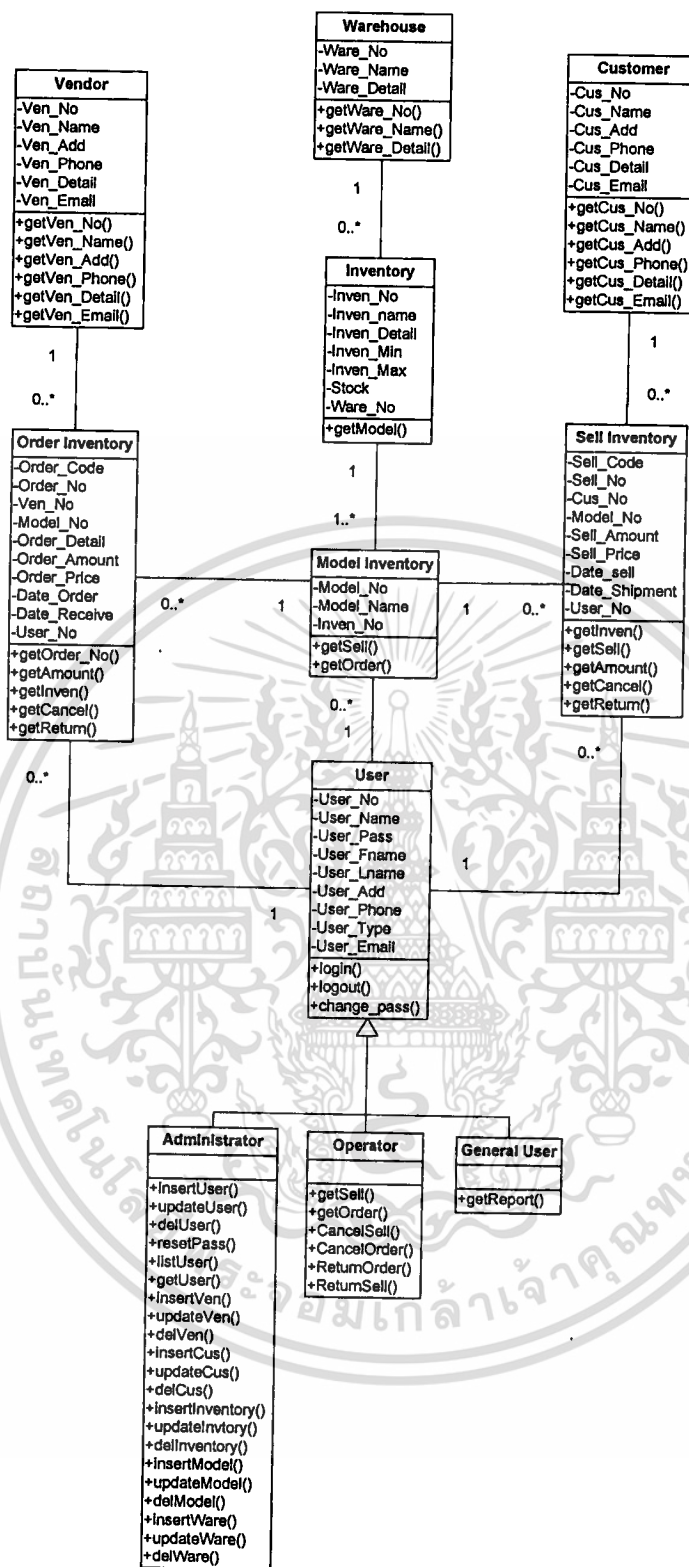 Warehouse
-Ware_No
-Ware_Name
-Ware_Detail
+getWare_No()
+getWare_Name()
+getWare_Detail()
Vendor
-Ven_No
-Ven_Name
-Ven_Add
-Ven_Phone
-Ven_Detail
-Ven_Email
+getVen_No()
+getVen_Name()
+getVen_Add()
+getVen_Phone()
+getVen_Detail()
+getVen_Email()
Customer
-Cus_No
-Cus_Name
-Cus_Add
-Cus_Phone
-Cus_Detail
-Cus_Email
+getCus_No()
+getCus_Name()
+getCus_Add()
+getCus_Phone()
+getCus_Detail()
+getCus_Email()
1
0..*
Inventory
-Inven_No
-Inven_name
-Inven_Detail
-Inven_Min
-Inven_Max
-Stock
-Ware_No
+getModel()
1
0..*
1
0..*
Order Inventory
-Order_Code
-Order_No
-Ven_No
-Model_No
-Order_Detail
-Order_Amount
-Order_Price
-Date_Order
-Date_Receive
-User_No
+getOrder_No()
+getAmount()
+getInven()
+getCancel()
+getReturn()
1
1..*
Model Inventory
-Model_No
-Model_Name
-Inven_No
+getSell()
+getOrder()
Sell Inventory
-Sell_Code
-Sell_No
-Cus_No
-Model_No
-Sell_Amount
-Sell_Price
-Date_sell
-Date_Shipment
-User_No
+getInven()
+getSell()
+getAmount()
+getCancel()
+getReturn()
0..*
1
1
0..*
0..*
1
0..*
0..*
User
-User_No
-User_Name
-User_Pass
-User_Fname
-User_Lname
-User_Add
-User_Phone
-User_Type
-User_Email
+login()
+logout()
+change_pass()
1
1
Administrator
+insertUser()
+updateUser()
+delUser()
+resetPass()
+listUser()
+getUser()
+insertVen()
+updateVen()
+delVen()
+insertCus()
+updateCus()
+delCus()
+insertInventory()
+updateInvtory()
+delInventory()
+insertModel()
+updateModel()
+delModel()
+insertWare()
+updateWare()
+delWare()
Operator
+getSell()
+getOrder()
+CancelSell()
+CancelOrder()
+ReturnOrder()
+ReturnSell()
General User
+getReport()